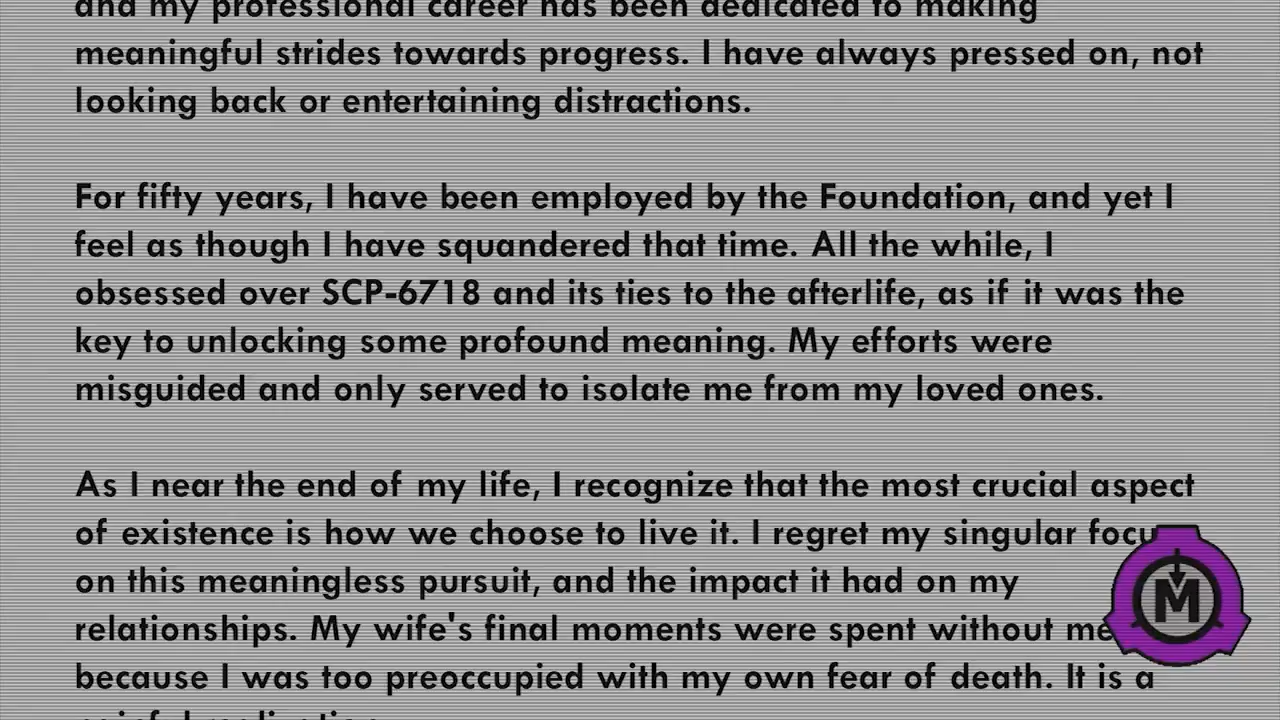 and my professional career has been dedicated to making
meaningful strides towards progress. I have always pressed on, not
looking back or entertaining distractions.
For fifty years, I have been employed by the Foundation, and yet I
feel as though I have squandered that time. All the while, I
obsessed over SCP-6718 and its ties to the afterlife, as if it was the
key to unlocking some profound meaning. My efforts were
misguided and only served to isolate me from my loved ones.
As I near the end of my life, I recognize that the most crucial aspect
of existence is how we choose to live it. I regret my singular focu
on this meaningless pursuit, and the impact it had on my
relationships. My wife's final moments were spent without me
because I was too preoccupied with my own fear of death. It is a
M